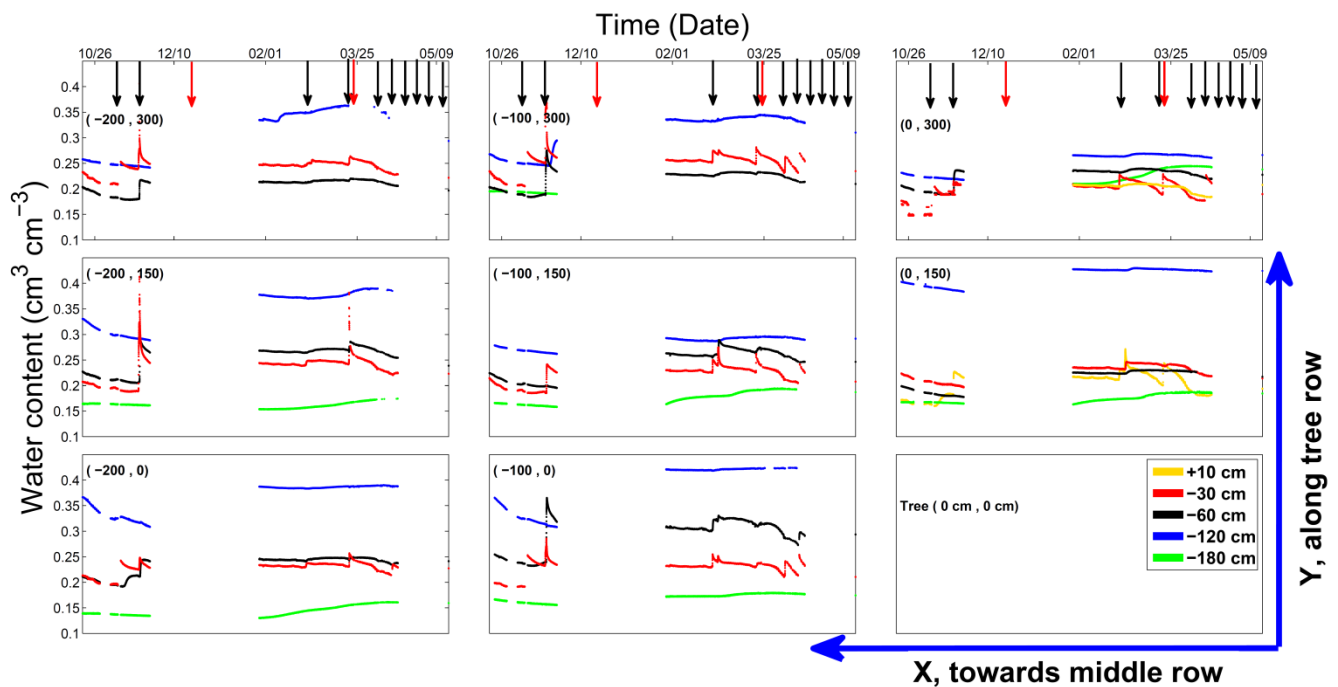 Time (Date)
10/26 12/10 02/01 03/25 05/09 10/26 12/10 02/01 03/25 05/09 10/26 12/10 02/01 03/25 05/09
Water content (cm³ cm⁻³)
0.4
0.35
0.3
0.25
0.2
0.1
( −200 , 300)
( −100 , 300)
(0 , 300)
0.4
0.35
0.3
0.25
0.2
0.15
0.1
( −200 , 150)
( −100 , 150)
(0 , 150)
0.4
0.35
0.3
0.25
0.2
0.15
0.1
( −200 , 0)
( −100 , 0)
Tree ( 0 cm , 0 cm)
+10 cm
−30 cm
−60 cm
−120 cm
−180 cm
Y, along tree row
X, towards middle row